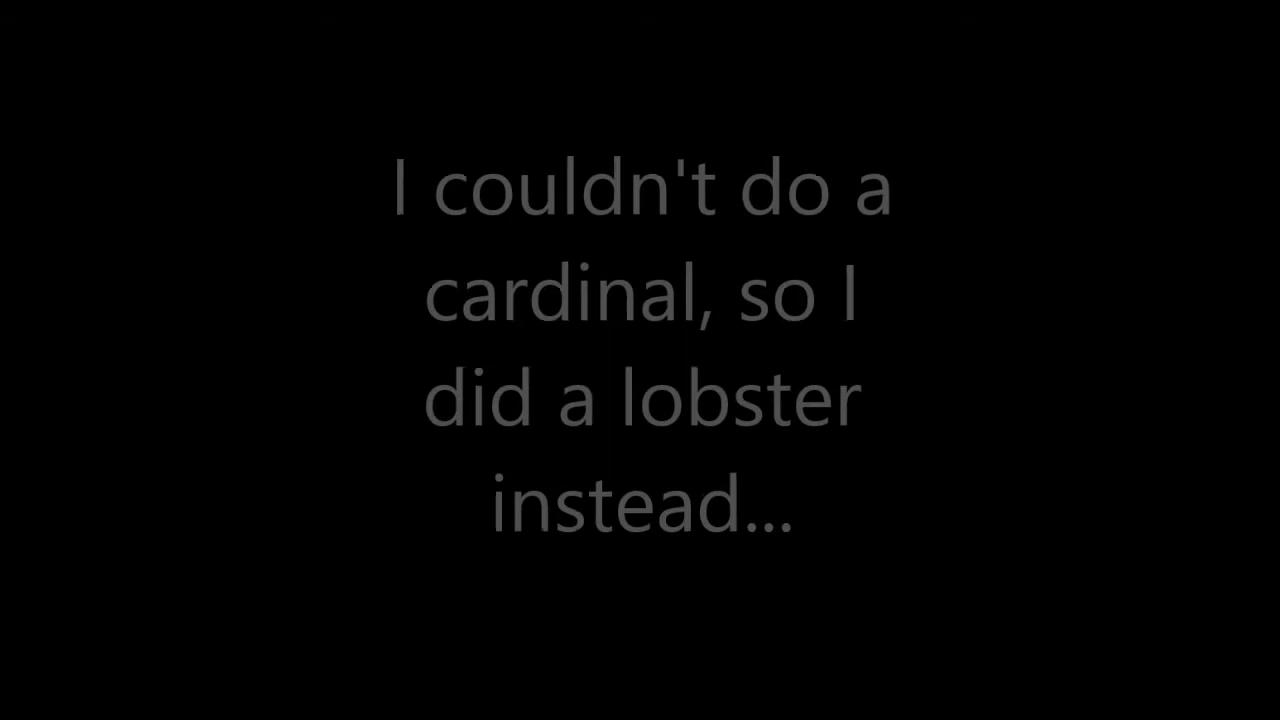 I couldn't do a
cardinal, so I
did a lobster
instead...